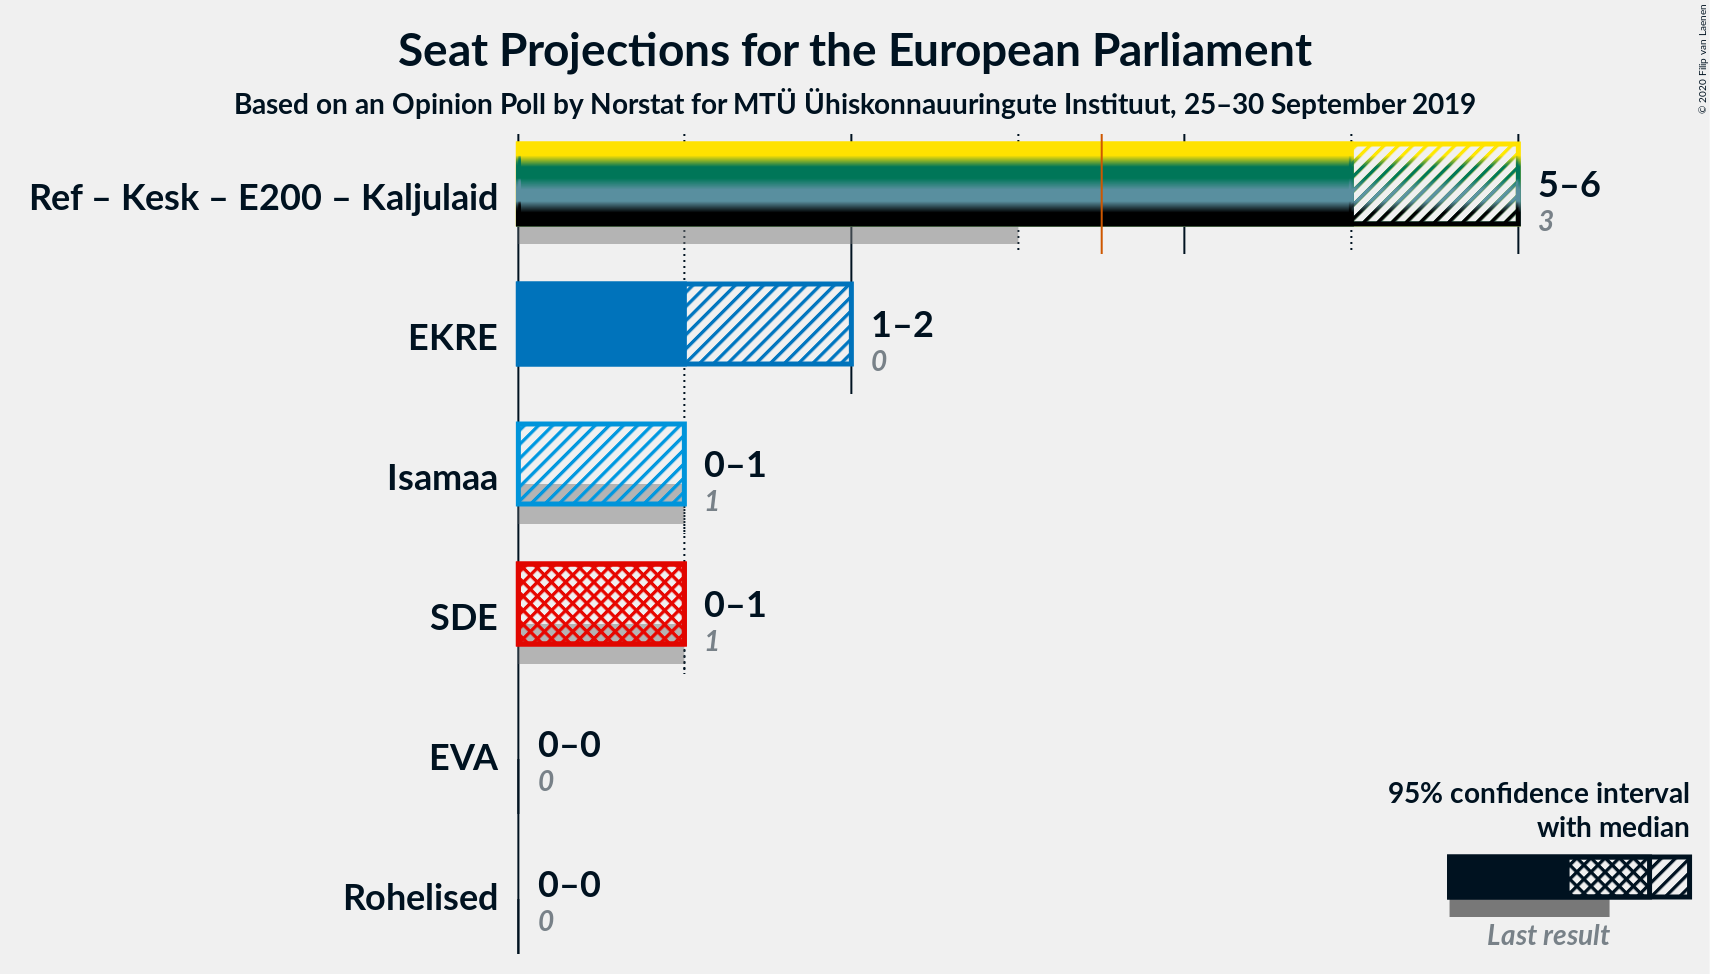 Seat Projections for the European Parliament
Based on an Opinion Poll by Norstat for MTÜ Ühiskonnauuringute Instituut, 25–30 September 2019
© 2020 Filip van Laenen
Ref – Kesk – E200 – Kaljulaid
5–6
3
EKRE
1–2
0
Isamaa
0–1
1
SDE
0–1
1
EVA
0–0
0
Rohelised
0–0
0
95% confidence interval
with median
Last result